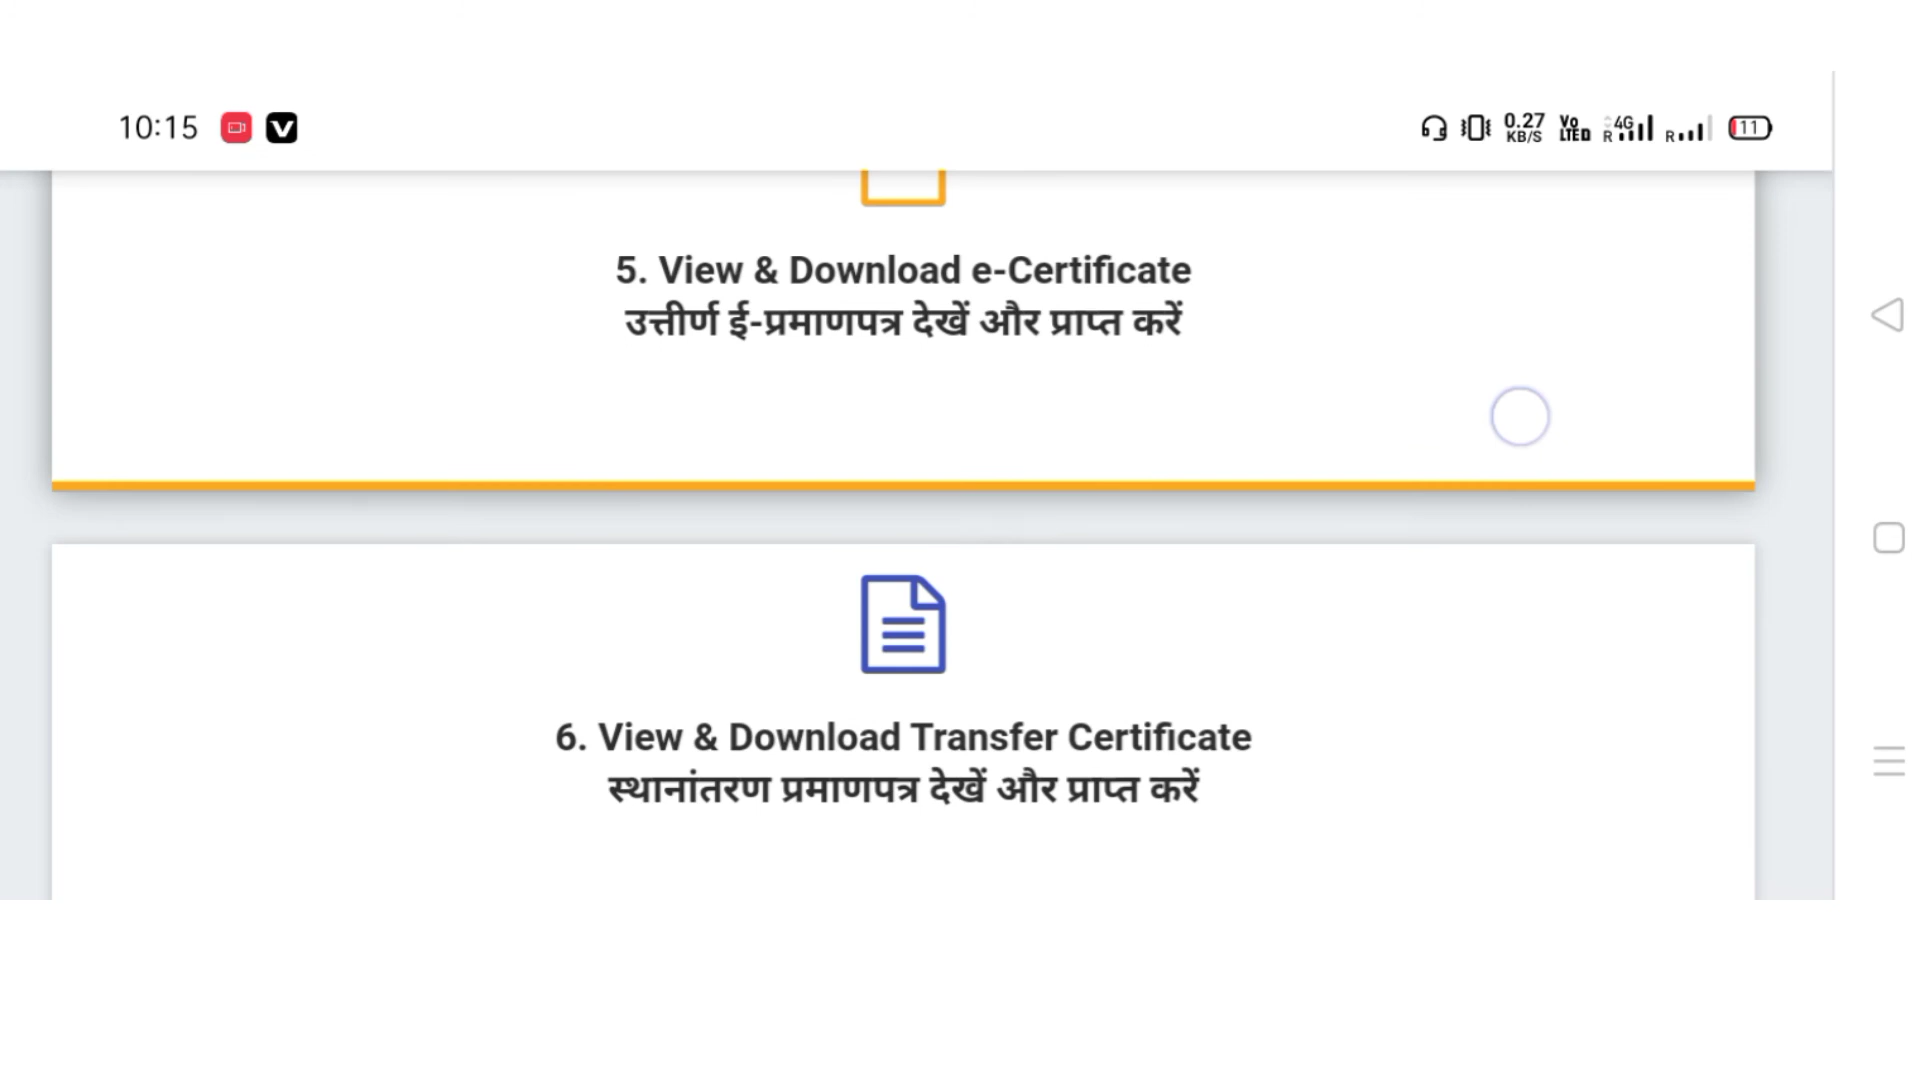 10:15
0.27
KB/S
Vo
LTE
4G
R
R
11
5. View & Download e-Certificate
उत्तीर्ण ई-प्रमाणपत्र देखें और प्राप्त करें
6. View & Download Transfer Certificate
स्थानांतरण प्रमाणपत्र देखें और प्राप्त करें